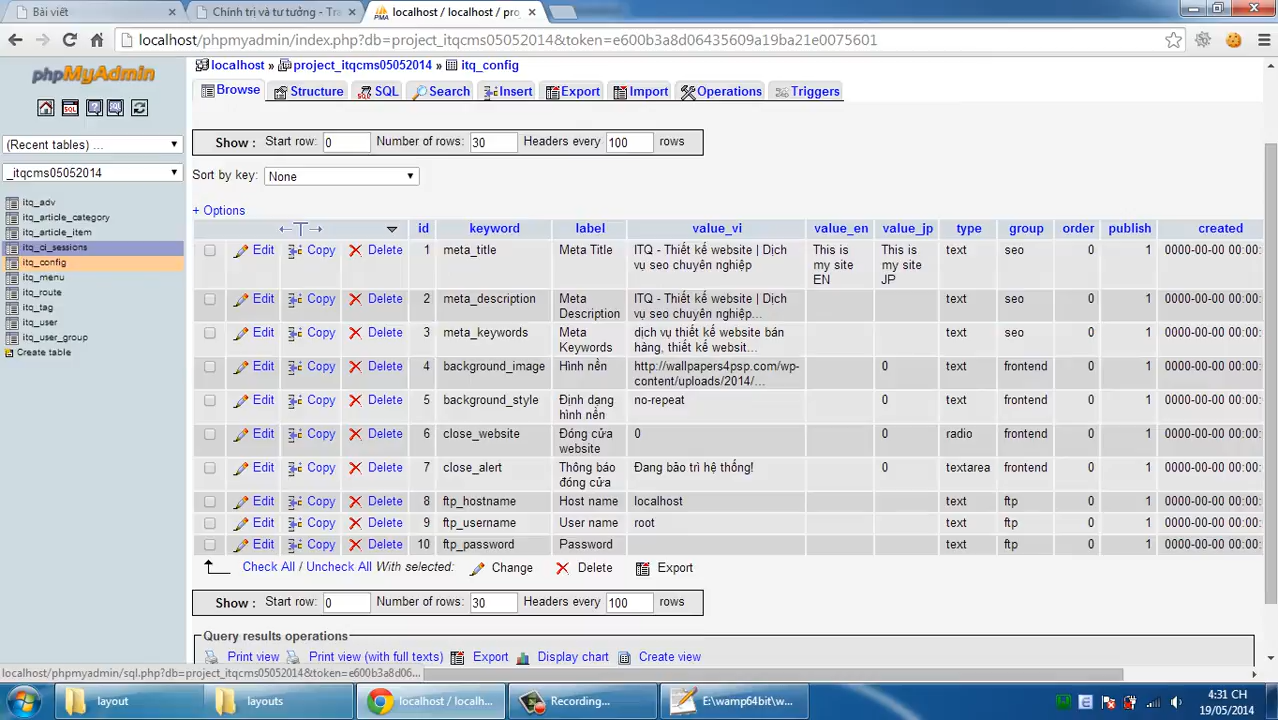 Bài viết
Chính trị và tư tưởng - Tra
localhost / localhost / pro
localhost/phpmyadmin/index.php?db=project_itqcms05052014&token=e600b3a8d06435609a19ba21e0075601
phpMyAdmin
(Recent tables) ...
_itqcms05052014
itq_adv
itq_article_category
itq_article_item
itq_ci_sessions
itq_config
itq_menu
itq_route
itq_tag
itq_user
itq_user_group
Create table
localhost » project_itqcms05052014 » itq_config
Browse Structure SQL Search Insert Export Import Operations Triggers
Show : Start row: 0 Number of rows: 30 Headers every 100 rows
Sort by key: None
+ Options
id keyword label value_vi value_en value_jp type group order publish created
Edit Copy Delete 1 meta_title Meta Title ITQ - Thiết kế website | Dịch This is This is text seo 0 1 0000-00-00 00:00:
vụ seo chuyên nghiệp my site my site
EN JP
Edit Copy Delete 2 meta_description Meta ITQ - Thiết kế website | Dịch text seo 0 1 0000-00-00 00:00:
Description vụ seo chuyên nghiệp...
Edit Copy Delete 3 meta_keywords Meta dịch vụ thiết kế website bán text seo 0 1 0000-00-00 00:00:
Keywords hàng, thiết kế websit...
Edit Copy Delete 4 background_image Hình nền http://wallpapers4psp.com/wp- 0 text frontend 0 1 0000-00-00 00:00:
content/uploads/2014/...
Edit Copy Delete 5 background_style Định dạng no-repeat text frontend 0 1 0000-00-00 00:00:
hình nền
Edit Copy Delete 6 close_website Đóng cửa 0 0 radio frontend 0 1 0000-00-00 00:00:
website
Edit Copy Delete 7 close_alert Thông báo Đang bảo trì hệ thống! 0 textarea frontend 0 1 0000-00-00 00:00:
đóng cửa
Edit Copy Delete 8 ftp_hostname Host name localhost text ftp 0 1 0000-00-00 00:00:
Edit Copy Delete 9 ftp_username User name root text ftp 0 1 0000-00-00 00:00:
Edit Copy Delete 10 ftp_password Password text ftp 0 1 0000-00-00 00:00:
Check All / Uncheck All With selected: Change Delete Export
Show : Start row: 0 Number of rows: 30 Headers every 100 rows
Query results operations
Print view Print view (with full texts) Export Display chart Create view
localhost/phpmyadmin/sql.php?db=project_itqcms05052014&token=e600b3a8d06...
layout layouts localhost / local... Recording... E:\wamp64bit\w...
4:31 CH
19/05/2014